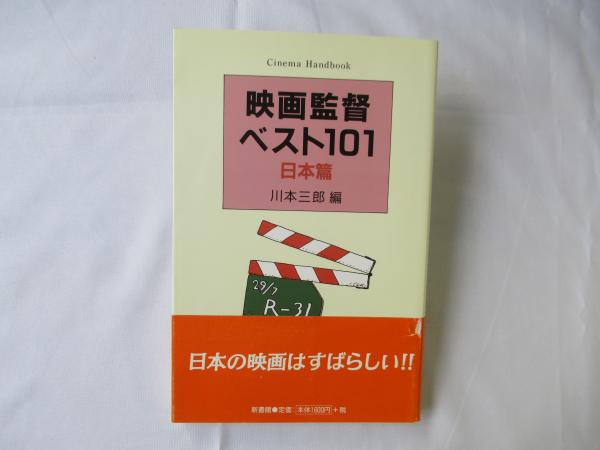 Cinema Handbook
映画監督
ベスト101
日本篇
川本三郎 編
29/7
R-31
日本の映画はすばらしい!!
新書館●定価:本体1600円+税